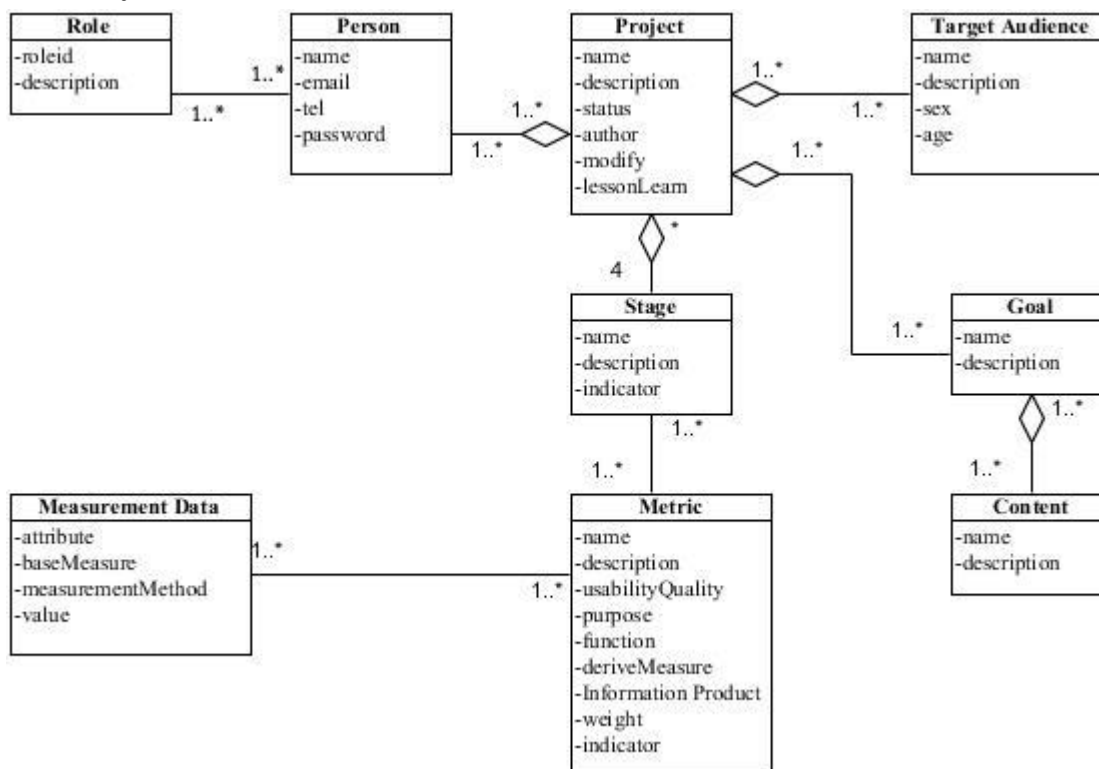 Role
-roleid
-description
1..*
1..*
Person
-name
-email
-tel
-password
1..*
1..*
Project
-name
-description
-status
-author
-modify
-lessonLearn
1..*
1..*
Target Audience
-name
-description
-sex
-age
1..*
1..*
*
4
Stage
-name
-description
-indicator
Goal
-name
-description
1..*
1..*
1..*
1..*
Measurement Data
-attribute
-baseMeasure
-measurementMethod
-value
1..*
1..*
Metric
-name
-description
-usabilityQuality
-purpose
-function
-deriveMeasure
-Information Product
-weight
-indicator
Content
-name
-description